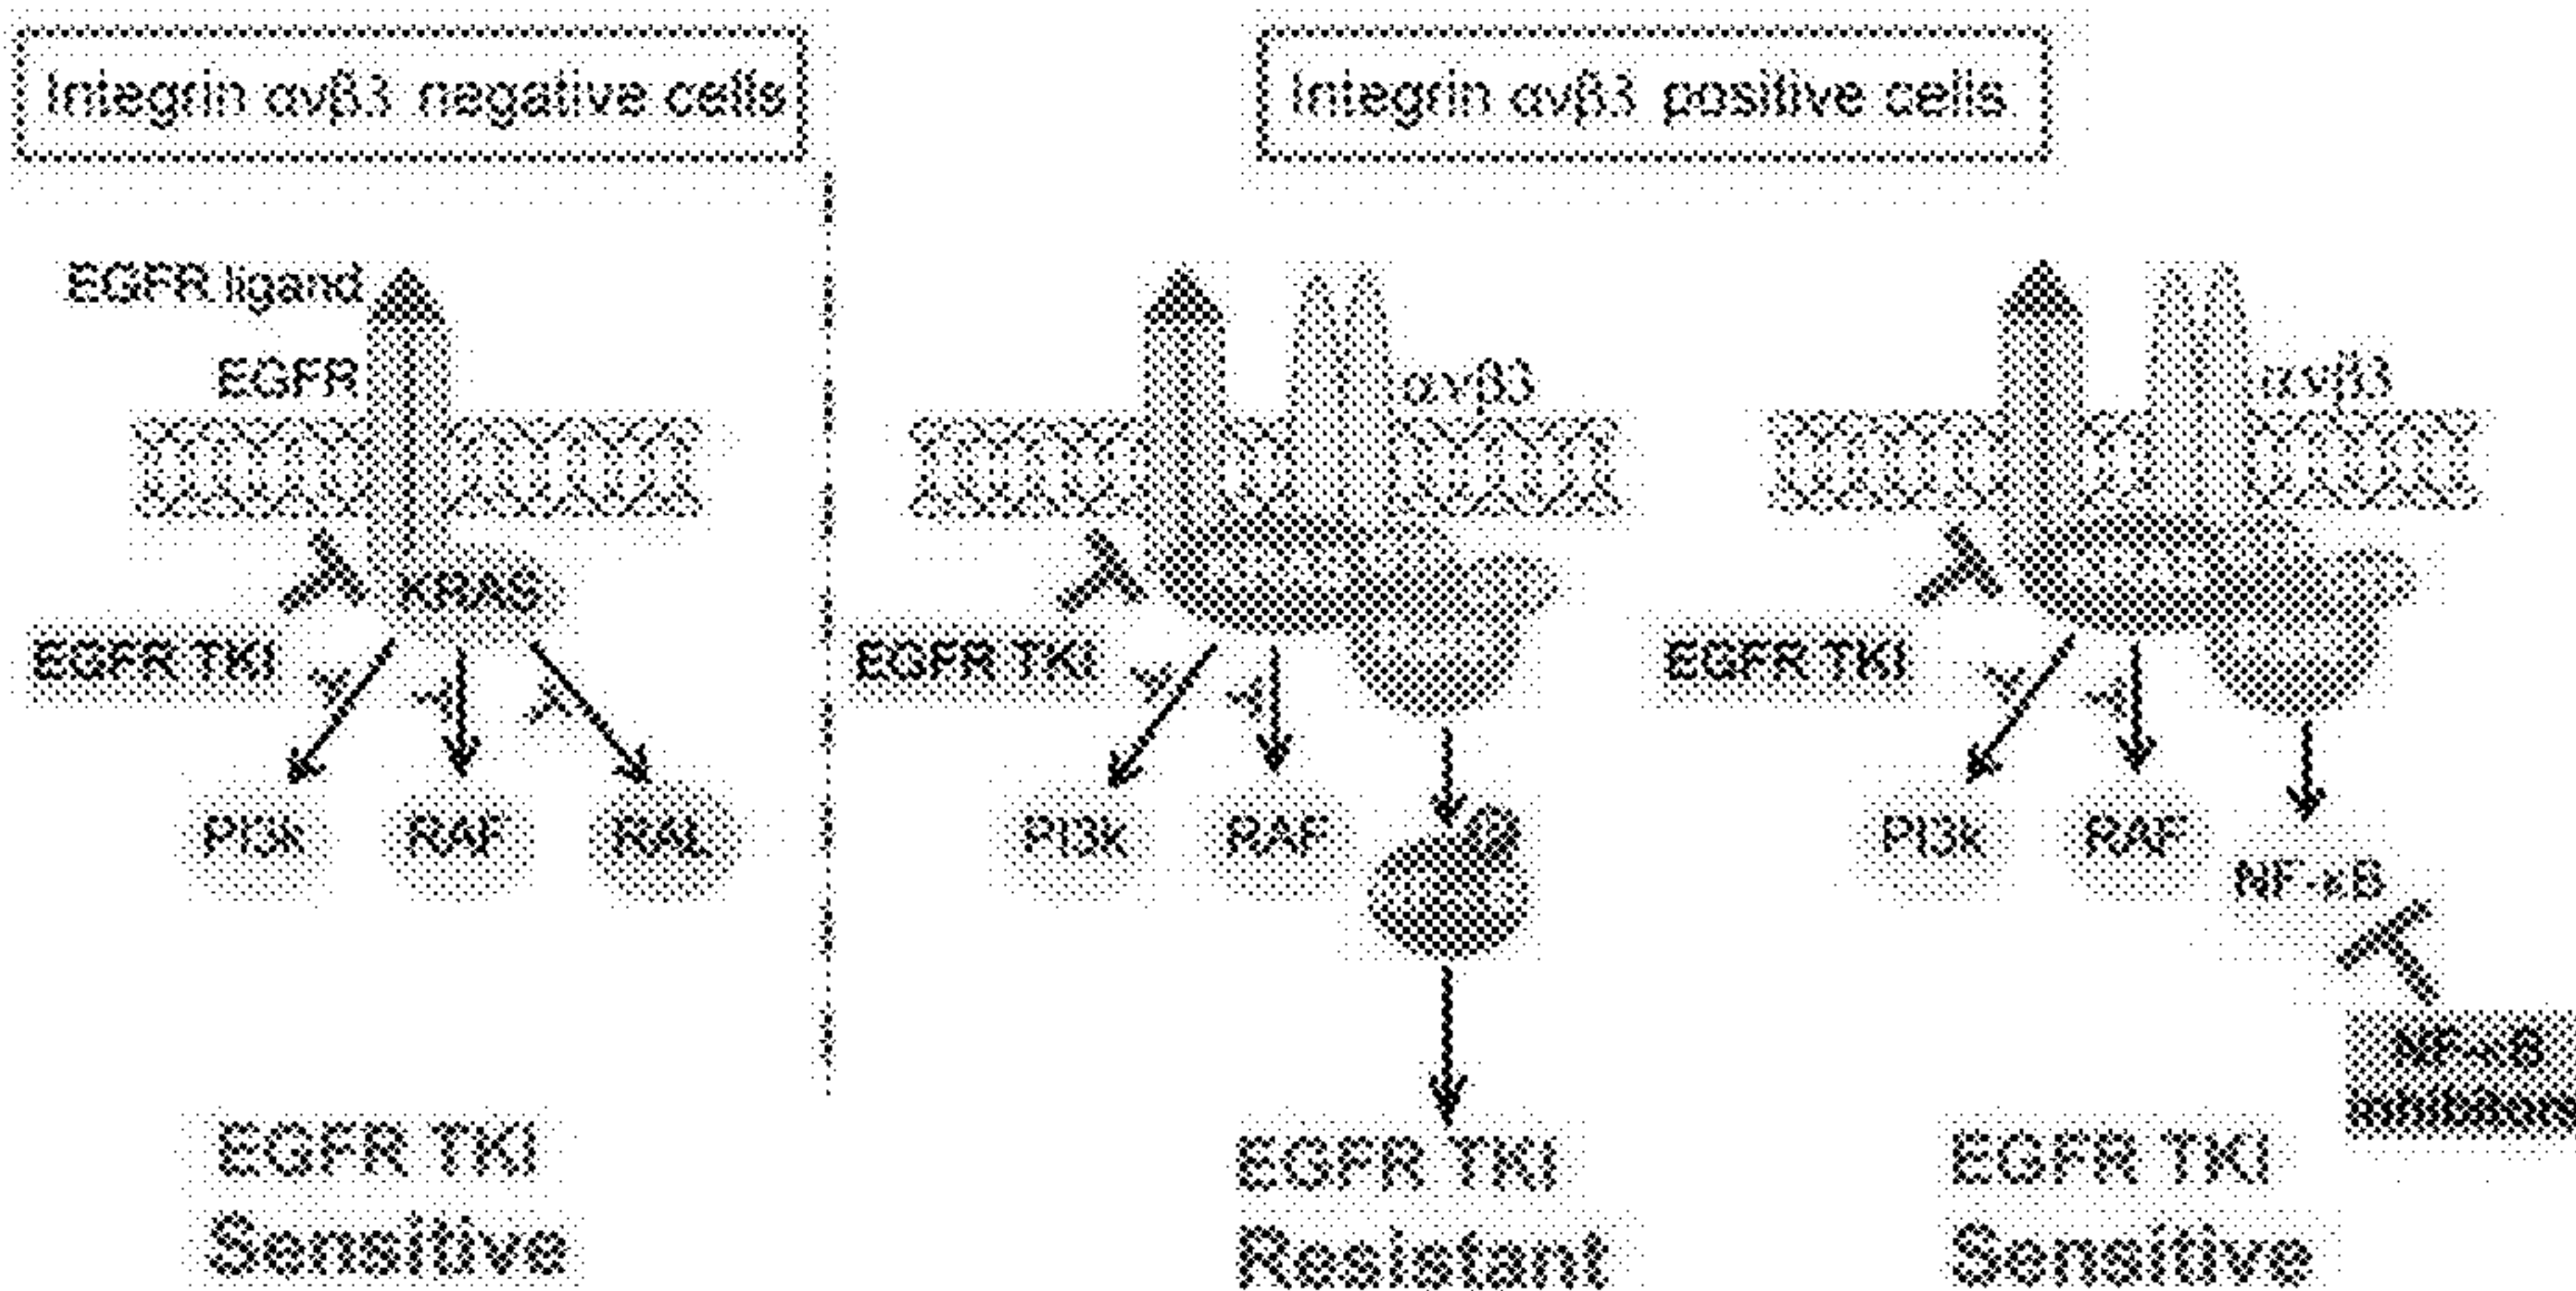 Integrin αvβ3 negative cells
Integrin αvβ3 positive cells
EGFR ligand
EGFR
KRAS
EGFR TKI
PI3k
RAF
RAL
EGFR TKI
Sensitive
αvβ3
EGFR TKI
PI3k
RAF
EGFR TKI
Resistant
αvβ3
EGFR TKI
PI3k
RAF
NF-κB
NF-κB
inhibitors
EGFR TKI
Sensitive